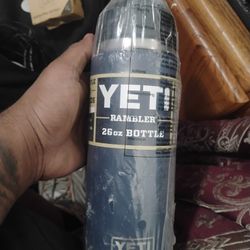 YETI
RAMBLER
26oz BOTTLE
YETI